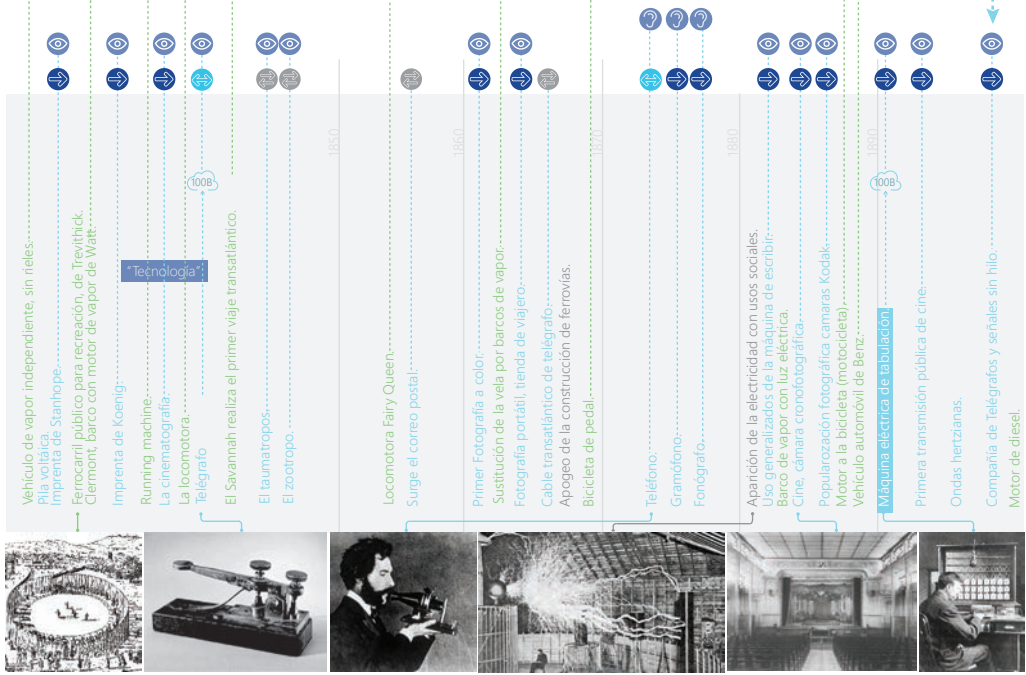 1850
1860
1870
1880
1890
100B
100B
Vehículo de vapor independiente, sin rieles.
Pila voltáica.
Imprenta de Stanhope.
Ferrocarril público para recreación, de Trevithick.
Clemont, barco con motor de vapor de Watt.
Imprenta de Koenig.
"Tecnología"
Running machine.
La cinematografía.
La locomotora.
Telégrafo
El Savannah realiza el primer viaje transatlántico.
El taumatropos.
El zootropo.
Locomotora Fairy Queen.
Surge el correo postal.
Primer Fotografía a color.
Sustitución de la vela por barcos de vapor.
Fotografía portátil, tienda de viajero.
Cable transatlántico de telégrafo
Apogeo de la construcción de ferrovías.
Bicicleta de pedal.
Teléfono.
Gramófono.
Fonógrafo.
Aparición de la electricidad con usos sociales.
Uso generalizados de la máquina de escribir.
Barco de vapor con luz eléctrica.
Cine, cámara cronofotográfica.
Popularozación fotográfica camaras Kodak.
Motor a la bicicleta (motocicleta).
Vehículo automóvil de Benz.
Máquina eléctrica de tabulación.
Primera transmisión pública de cine.
Ondas hertzianas.
Compañía de Telégrafos y señales sin hilo.
Motor de diesel.